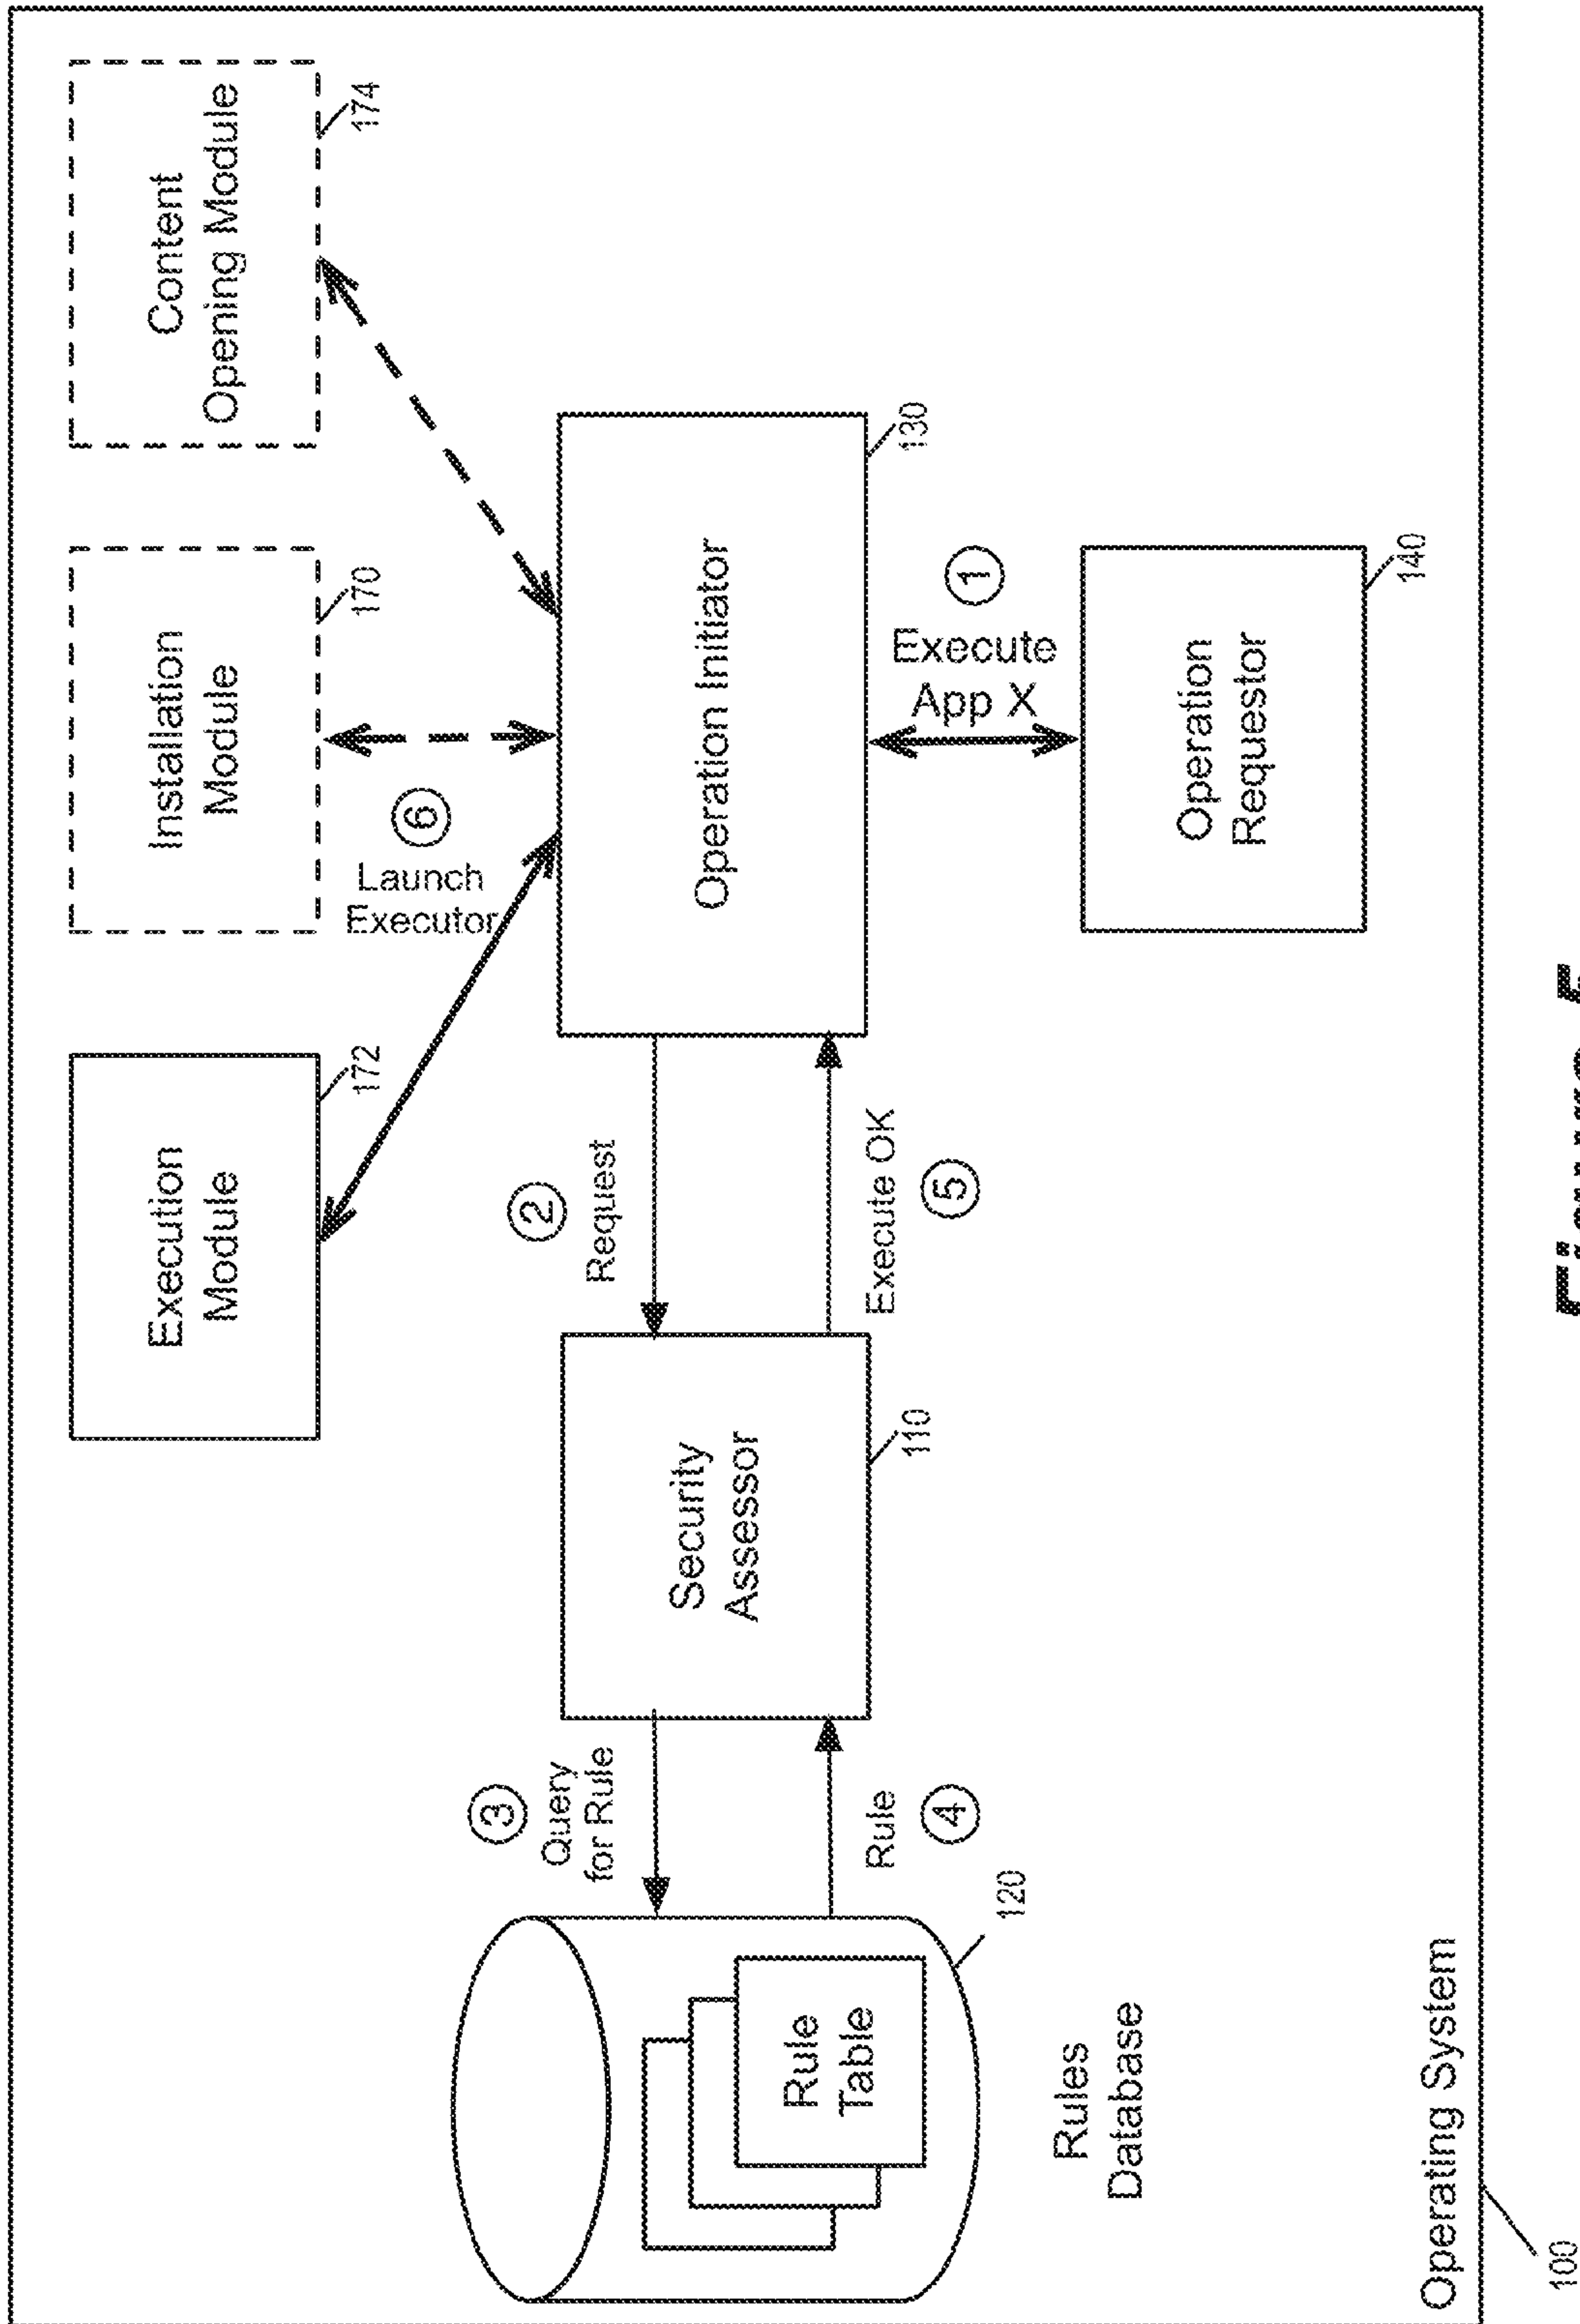 Execution
Module
172
Installation
Module
170
Content
Opening Module
174
6
Launch
Executor
3
Query
for Rule
2
Request
Rule
Table
Security
Assessor
Operation Initiator
Rule
4
Execute OK
5
120
110
130
Execute
App X
1
Rules
Database
Operation
Requestor
140
Operating System
100
Figure 5